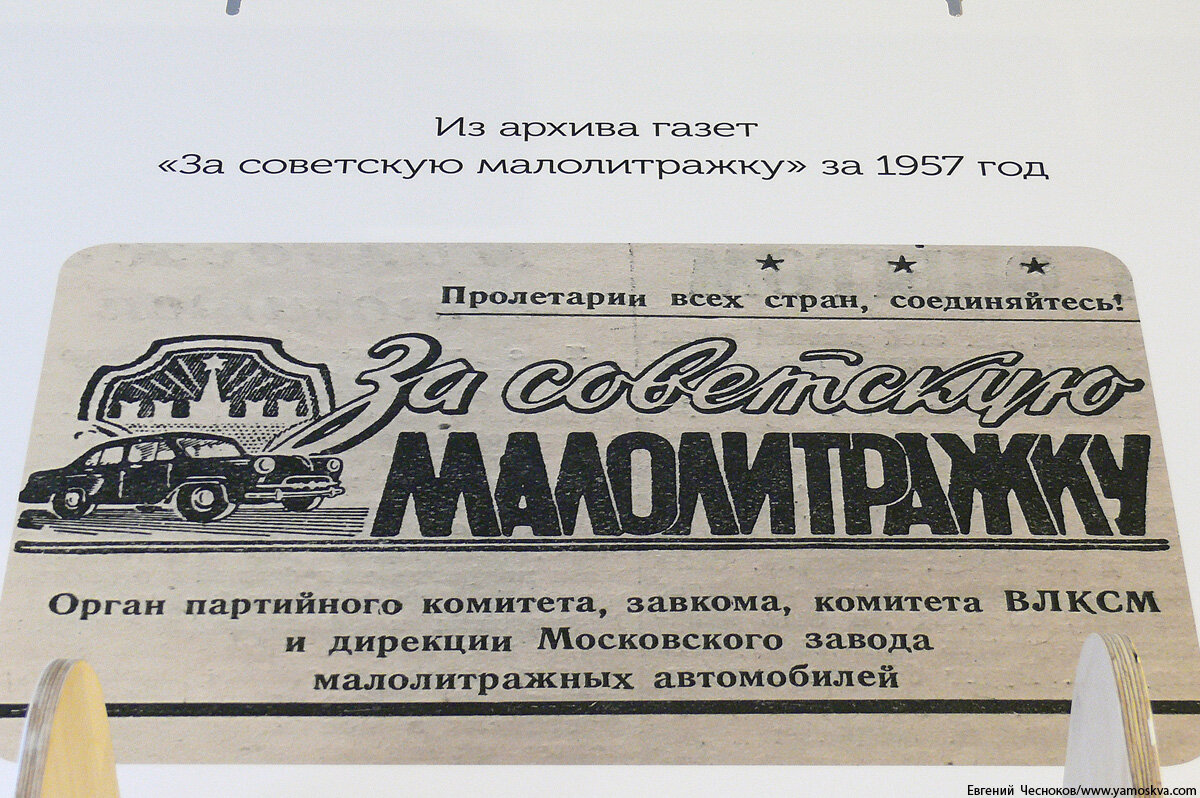 Из архива газет
«За советскую малолитражку» за 1957 год
Пролетарии всех стран, соединяйтесь!
За советскую
МАЛОЛИТРАЖКУ
Орган партийного комитета, завкома, комитета ВЛКСМ
и дирекции Московского завода
малолитражных автомобилей
Евгений Чесноков/www.yamoskva.com